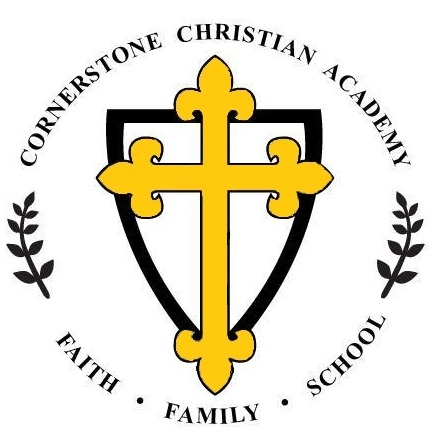 CORNERSTONE CHRISTIAN ACADEMY
FAITH • FAMILY • SCHOOL